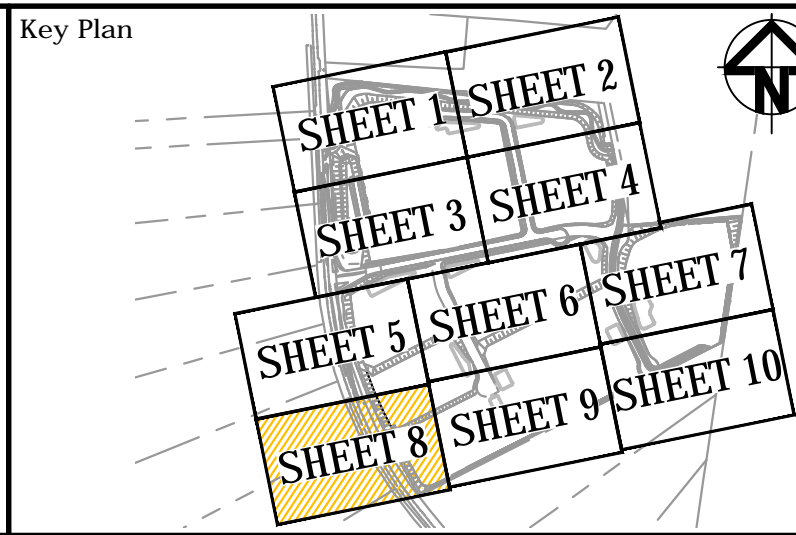 Key Plan
N
SHEET 1
SHEET 2
SHEET 3
SHEET 4
SHEET 5
SHEET 6
SHEET 7
SHEET 8
SHEET 9
SHEET 10